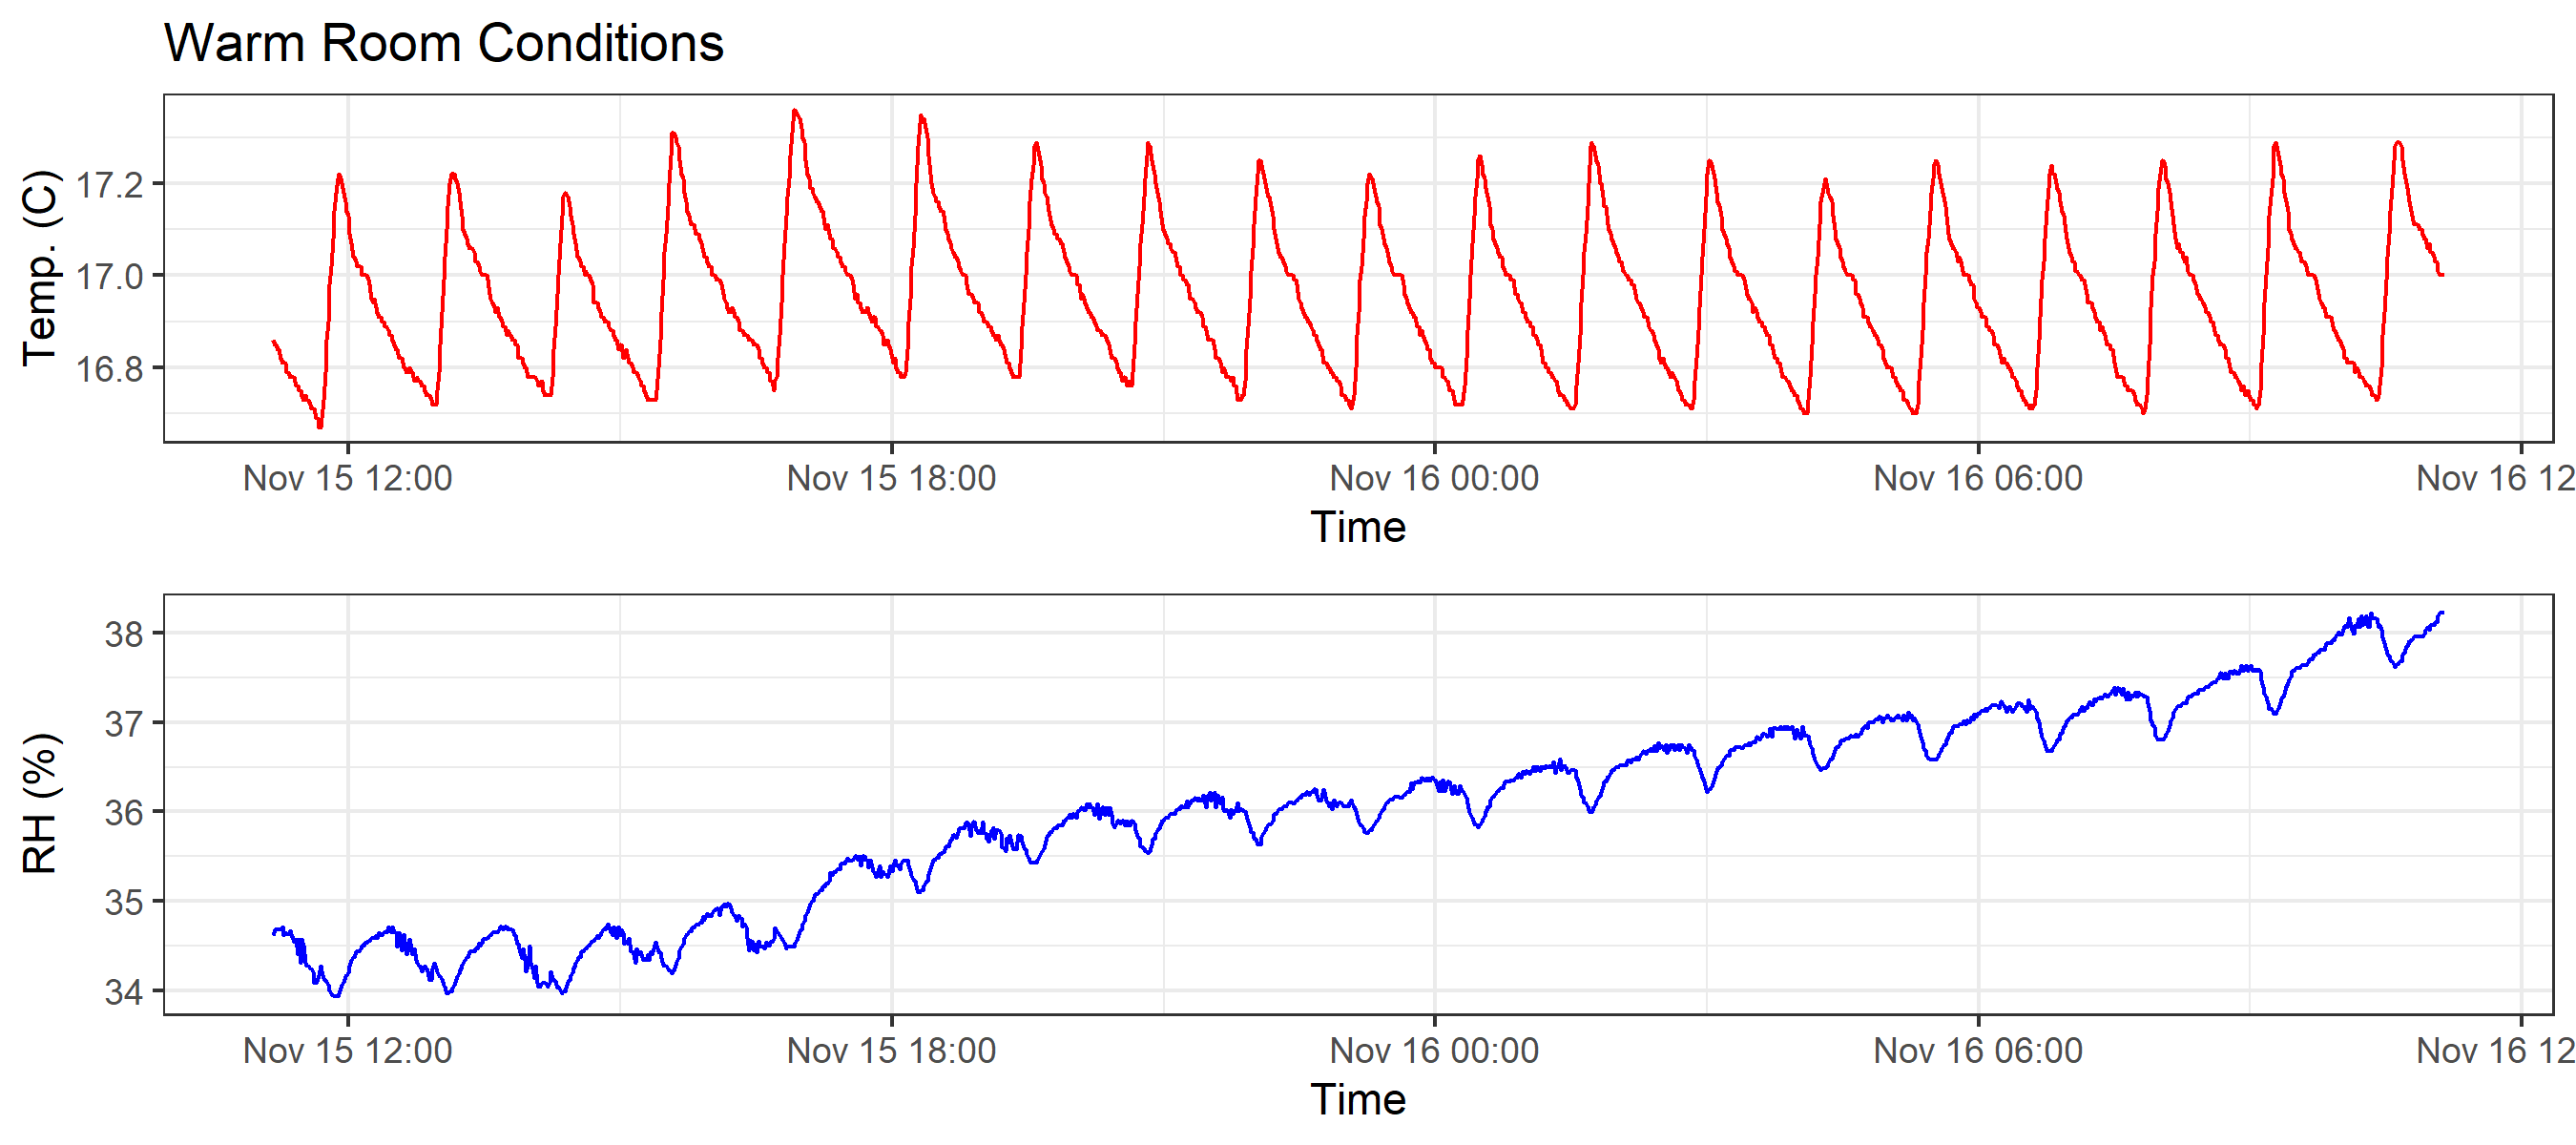 Warm Room Conditions
Temp. (C)
17.2
17.0
16.8
Nov 15 12:00 Nov 15 18:00 Nov 16 00:00 Nov 16 06:00 Nov 16 12
Time
RH (%)
38
37
36
35
34
Nov 15 12:00 Nov 15 18:00 Nov 16 00:00 Nov 16 06:00 Nov 16 12
Time